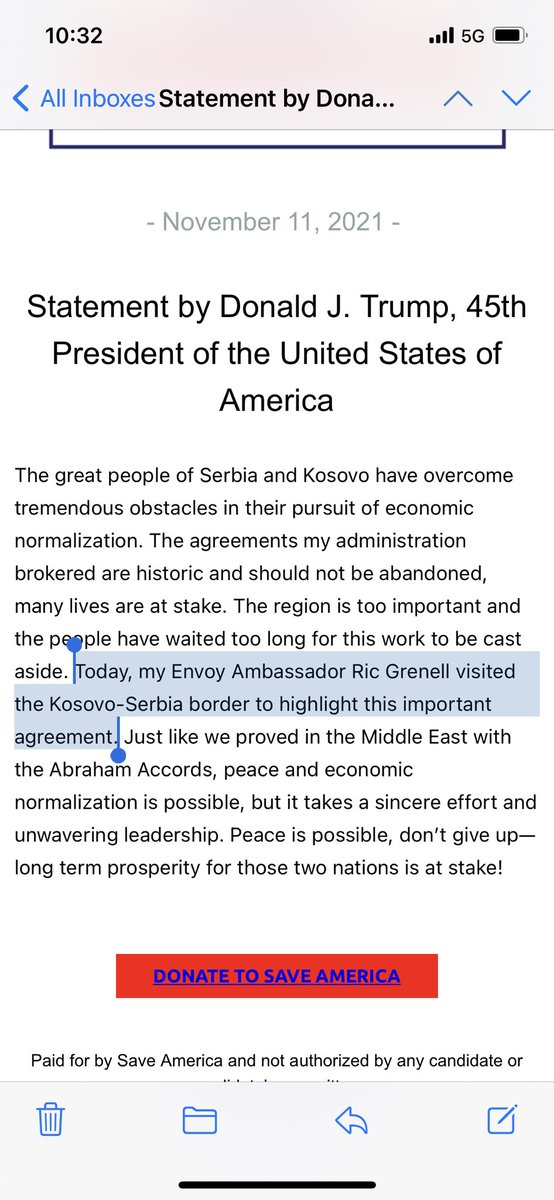 10:32 5G
All Inboxes Statement by Dona...
- November 11, 2021 -
Statement by Donald J. Trump, 45th
President of the United States of
America
The great people of Serbia and Kosovo have overcome
tremendous obstacles in their pursuit of economic
normalization. The agreements my administration
brokered are historic and should not be abandoned,
many lives are at stake. The region is too important and
the people have waited too long for this work to be cast
aside. Today, my Envoy Ambassador Ric Grenell visited
the Kosovo-Serbia border to highlight this important
agreement. Just like we proved in the Middle East with
the Abraham Accords, peace and economic
normalization is possible, but it takes a sincere effort and
unwavering leadership. Peace is possible, don’t give up—
long term prosperity for those two nations is at stake!
DONATE TO SAVE AMERICA
Paid for by Save America and not authorized by any candidate or